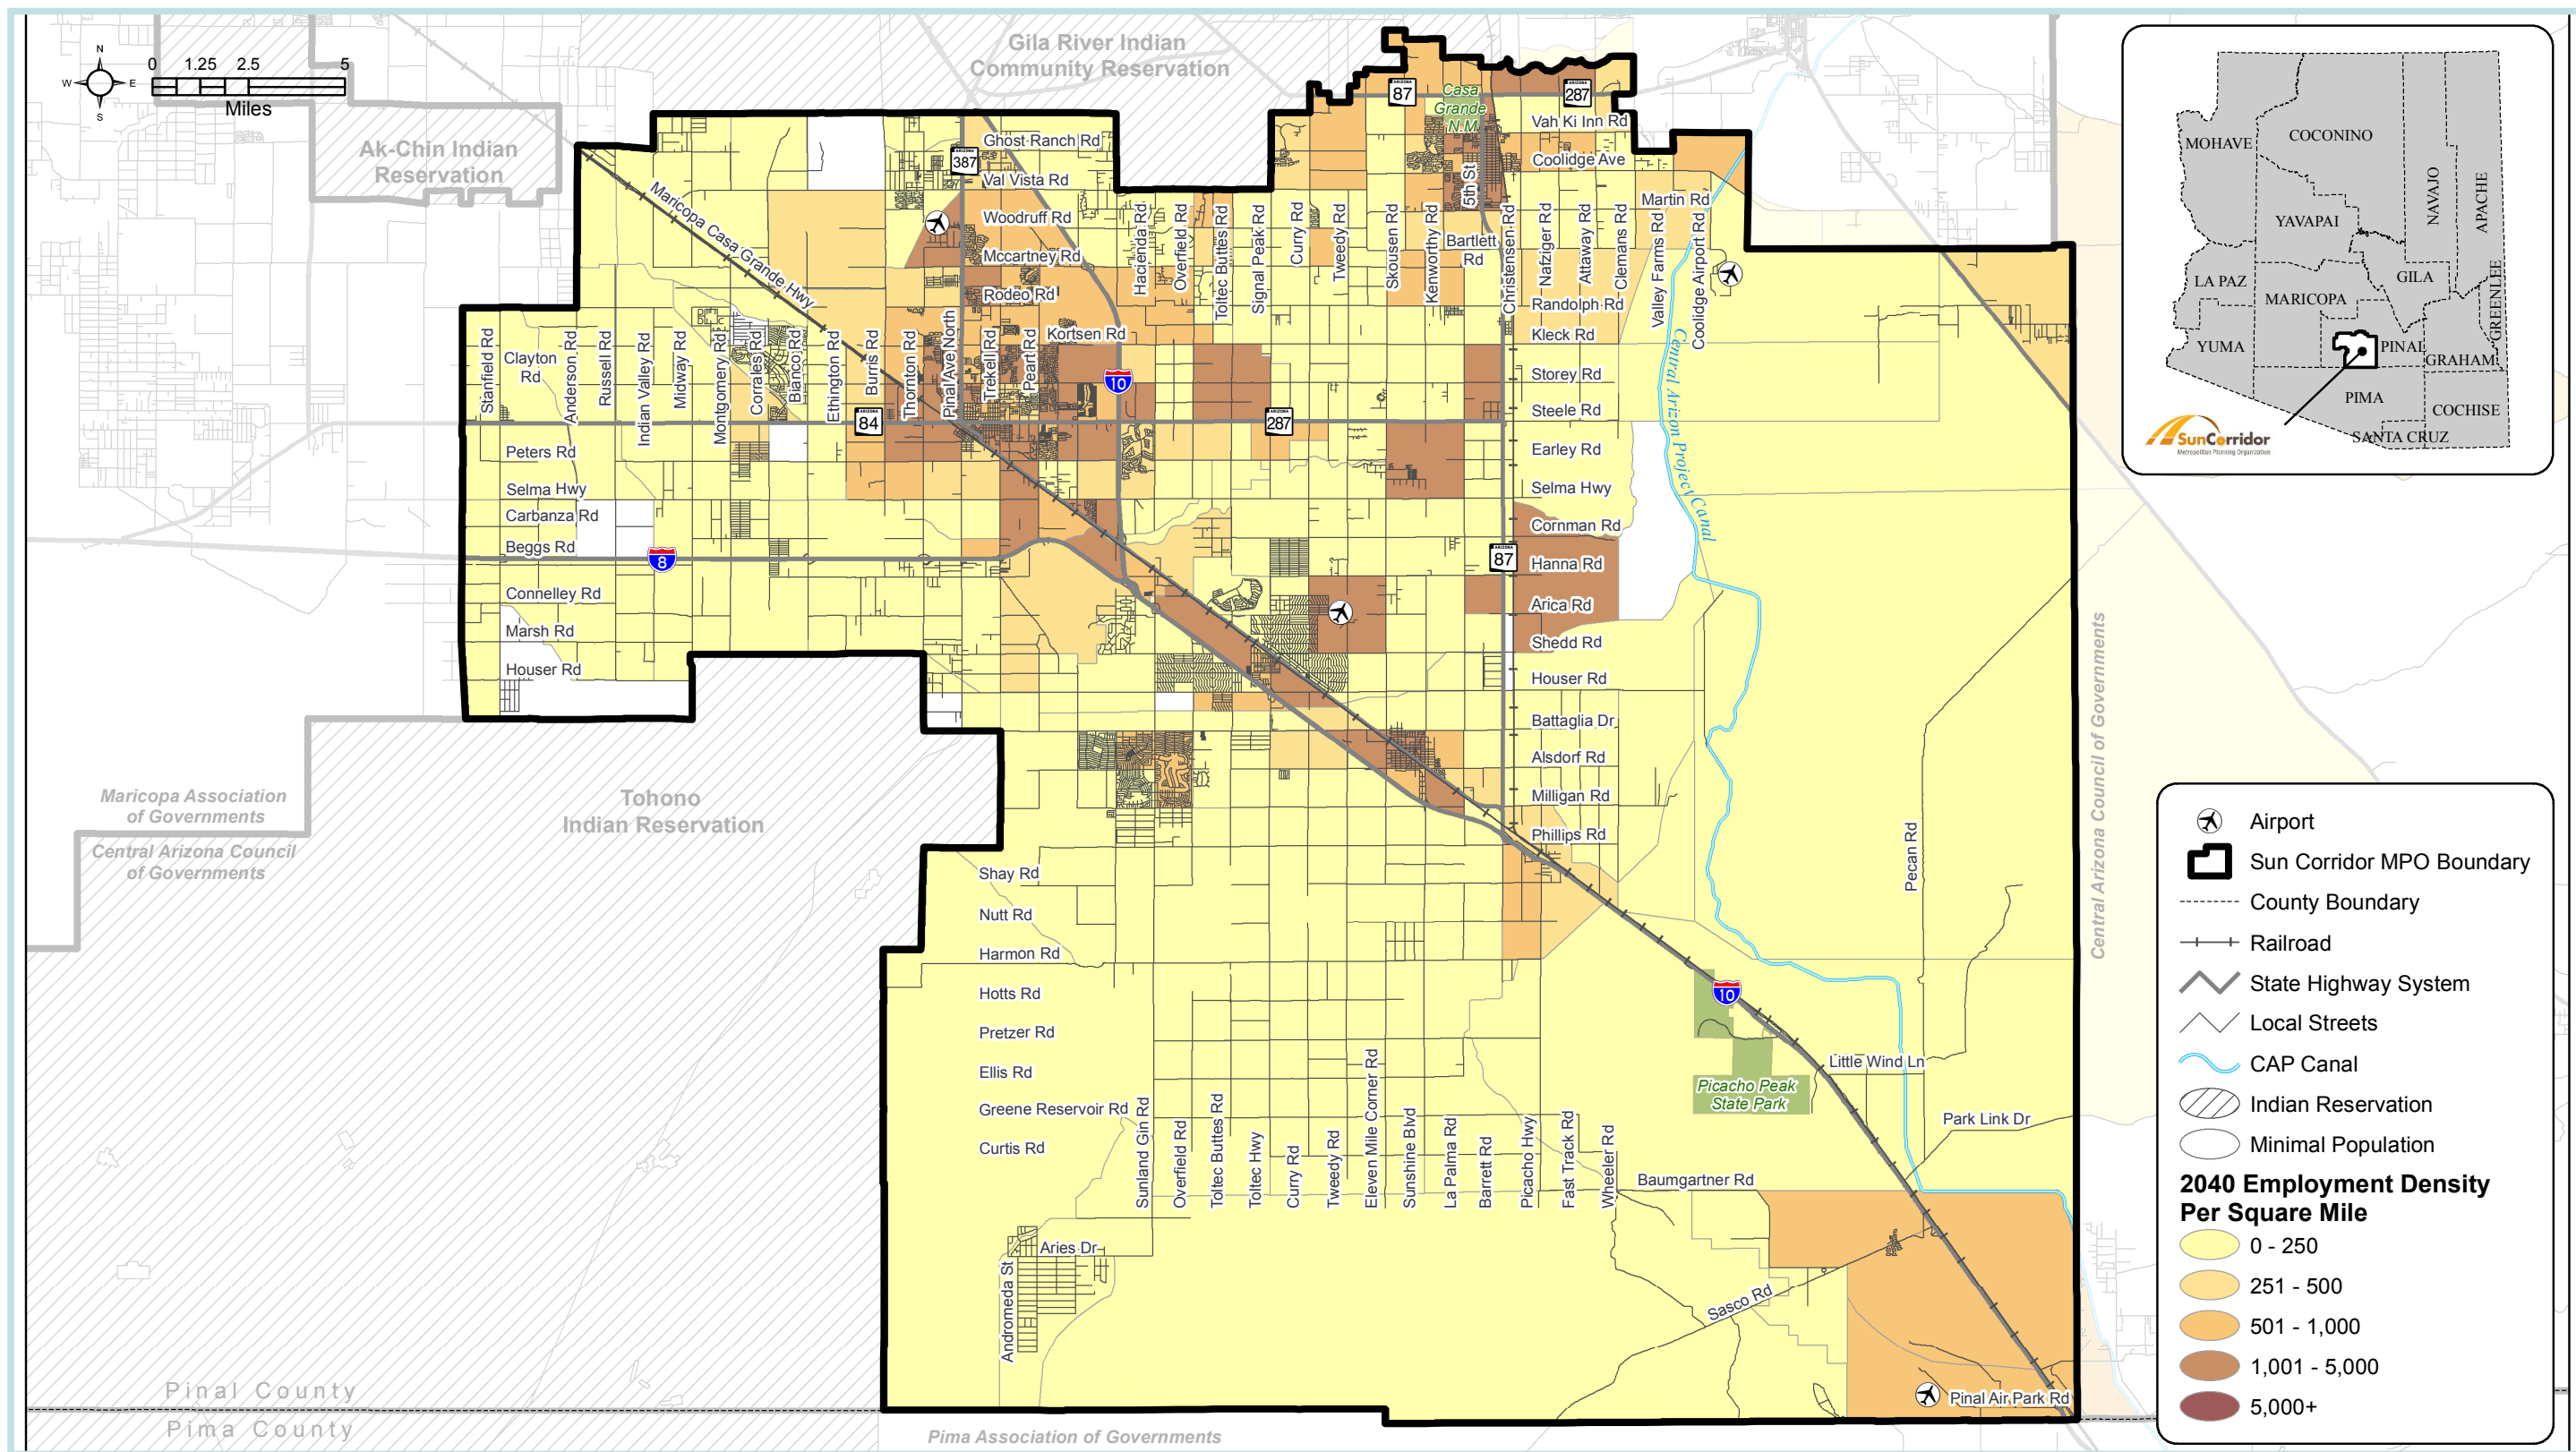 N
W
E
S
0 1.25 2.5 5
Miles
Gila River Indian
Community Reservation
Ak-Chin Indian
Reservation
Maricopa Association
of Governments
Central Arizona Council
of Governments
Tohono
Indian Reservation
Pinal County
Pima County
Pima Association of Governments
Central Arizona Council of Governments
ARIZONA
87
ARIZONA
287
Casa
Grande
N.M
ARIZONA
387
Ghost Ranch Rd
Val Vista Rd
Woodruff Rd
Mccartney Rd
Rodeo Rd
Kortsen Rd
Maricopa Casa Grande Hwy
Vah Ki Inn Rd
Coolidge Ave
Martin Rd
5th St
Bartlett
Rd
Randolph Rd
Kleck Rd
Storey Rd
Steele Rd
Earley Rd
Selma Hwy
Cornman Rd
Hanna Rd
Arica Rd
Shedd Rd
Houser Rd
Battaglia Dr
Alsdorf Rd
Milligan Rd
Phillips Rd
Hacienda Rd
Overfield Rd
Toltec Buttes Rd
Signal Peak Rd
Curry Rd
Tweedy Rd
Skousen Rd
Kenworthy Rd
Christensen Rd
Nafziger Rd
Attaway Rd
Clemans Rd
Valley Farms Rd
Coolidge Airport Rd
Central Arizon Project Canal
Stanfield Rd
Clayton
Rd
Anderson Rd
Russell Rd
Indian Valley Rd
Midway Rd
Montgomery Rd
Corrales Rd
Blanco Rd
Ethington Rd
Burris Rd
Thornton Rd
Pinal Ave North
Trekell Rd
Peart Rd
10
ARIZONA
84
ARIZONA
287
Peters Rd
Selma Hwy
Carbanza Rd
Beggs Rd
8
ARIZONA
87
Connelley Rd
Marsh Rd
Houser Rd
Shay Rd
Nutt Rd
Harmon Rd
Hotts Rd
Pretzer Rd
Ellis Rd
Greene Reservoir Rd
Curtis Rd
Aries Dr
Andromeda St
Sunland Gin Rd
Overfield Rd
Toltec Buttes Rd
Toltec Hwy
Curry Rd
Tweedy Rd
Eleven Mile Corner Rd
Sunshine Blvd
La Palma Rd
Barrett Rd
Picacho Hwy
Fast Track Rd
Wheeler Rd
Pecan Rd
10
Picacho Peak
State Park
Little Wind Ln
Park Link Dr
Baumgartner Rd
Sasco Rd
Pinal Air Park Rd
MOHAVE
COCONINO
NAVAJO
APACHE
YAVAPAI
LA PAZ
GILA
MARICOPA
GREENLEE
YUMA
PINAL
GRAHAM
PIMA
COCHISE
SANTA CRUZ
SunCorridor
Metropolitan Planning Organization
Airport
Sun Corridor MPO Boundary
County Boundary
Railroad
State Highway System
Local Streets
CAP Canal
Indian Reservation
Minimal Population
2040 Employment Density
Per Square Mile
0 - 250
251 - 500
501 - 1,000
1,001 - 5,000
5,000+